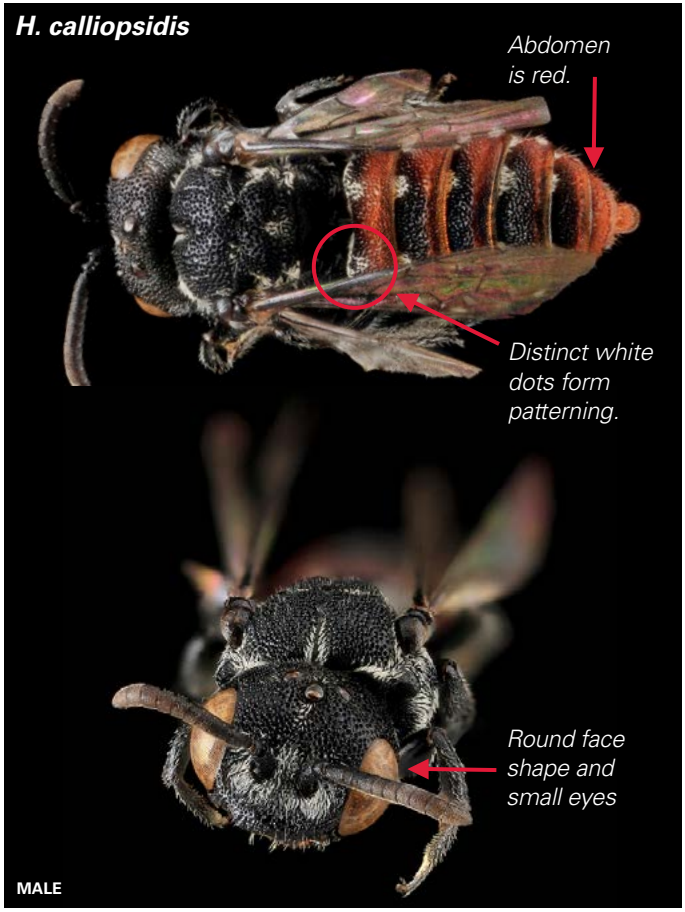 H. calliopsidis
Abdomen
is red.
Distinct white
dots form
patterning.
Round face
shape and
small eyes
MALE